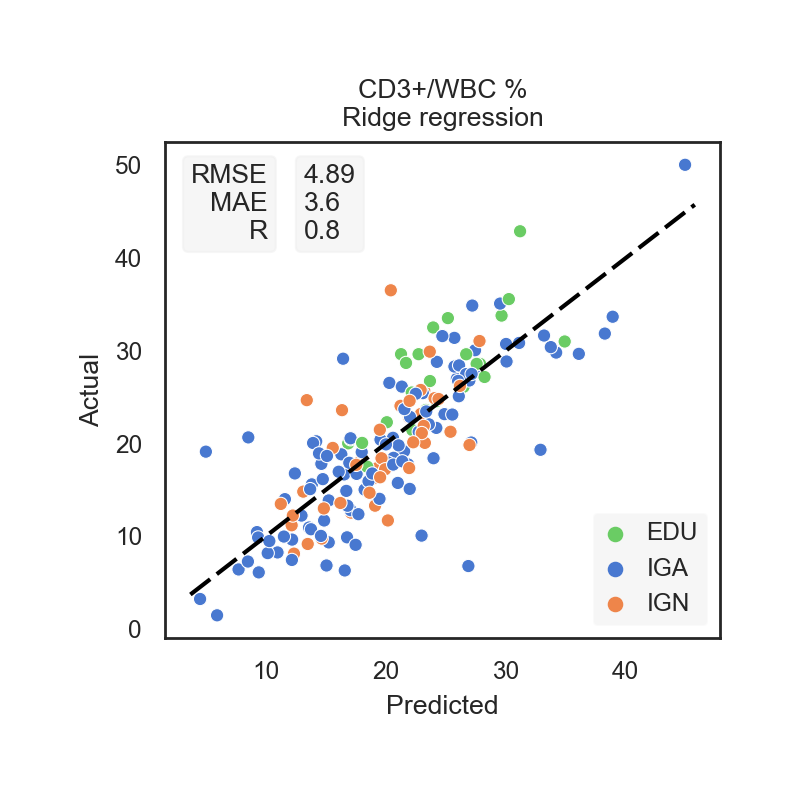 CD3+/WBC %
Ridge regression
RMSE 4.89
MAE 3.6
R 0.8
50
40
30
20
10
0
Actual
EDU
IGA
IGN
10 20 30 40
Predicted